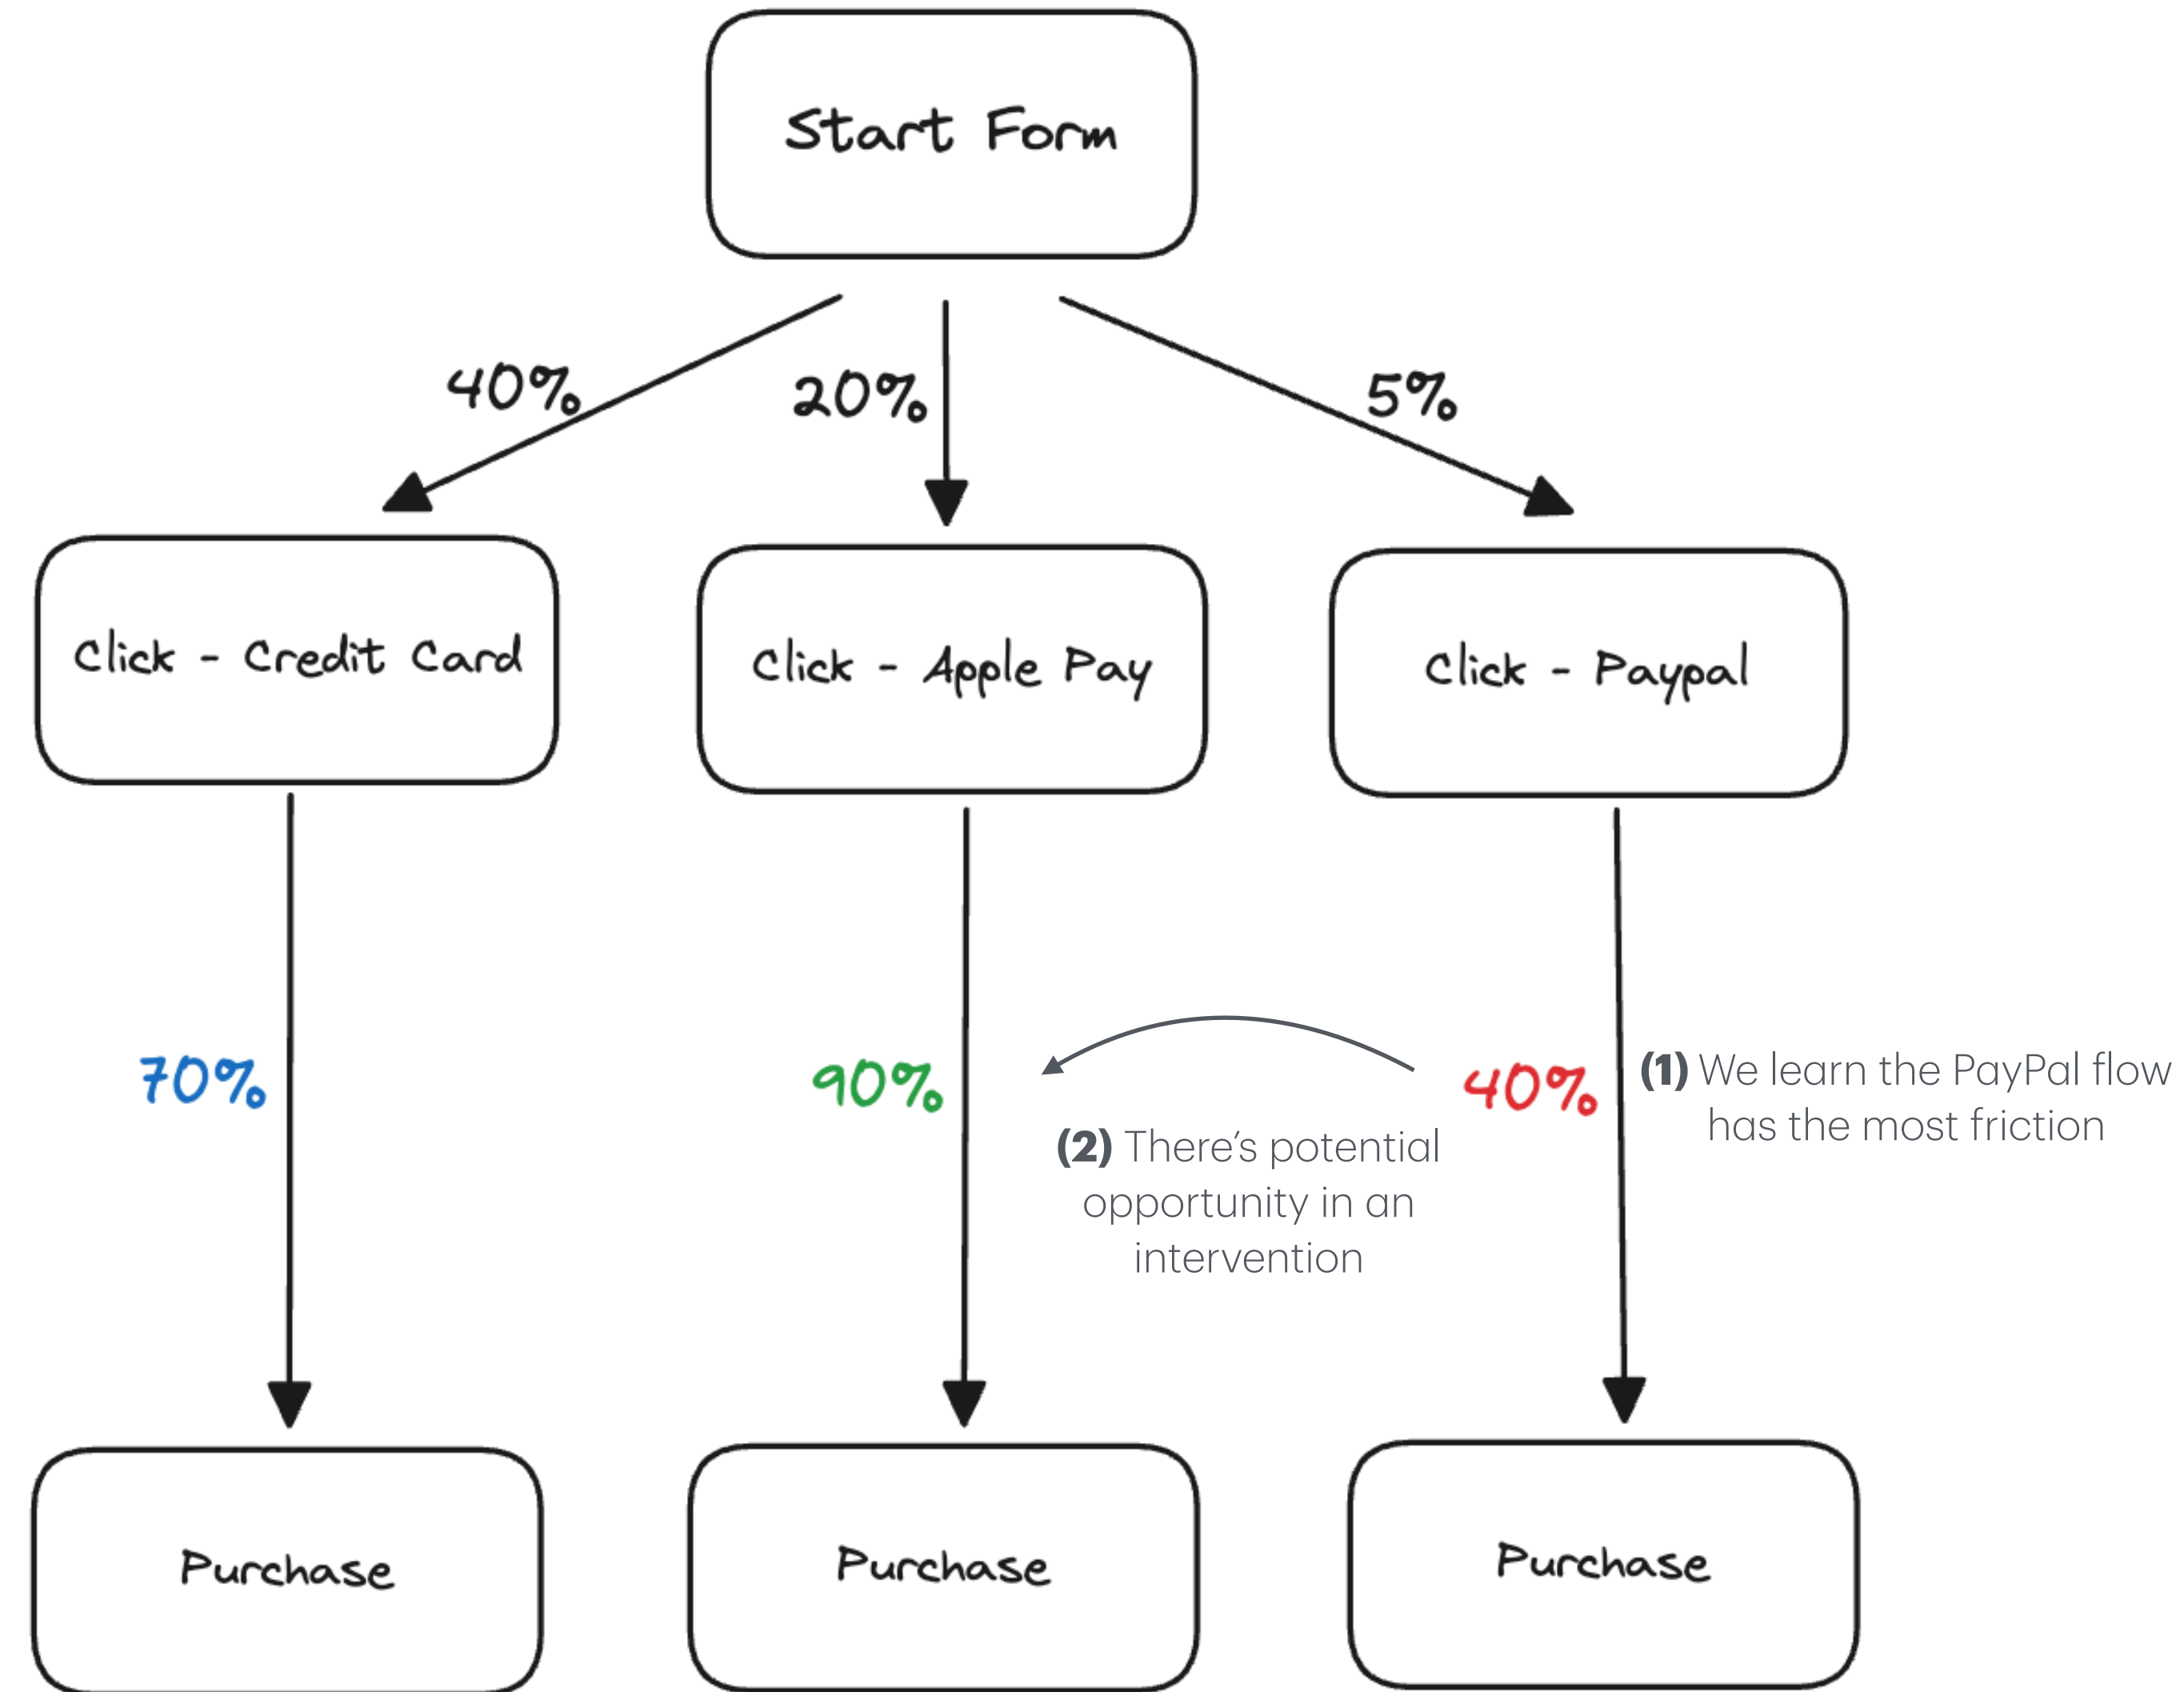 Start Form
40%
20%
5%
Click - Credit Card
Click - Apple Pay
Click - Paypal
70%
90%
40%
(1) We learn the PayPal flow
has the most friction
(2) There's potential
opportunity in an
intervention
Purchase
Purchase
Purchase